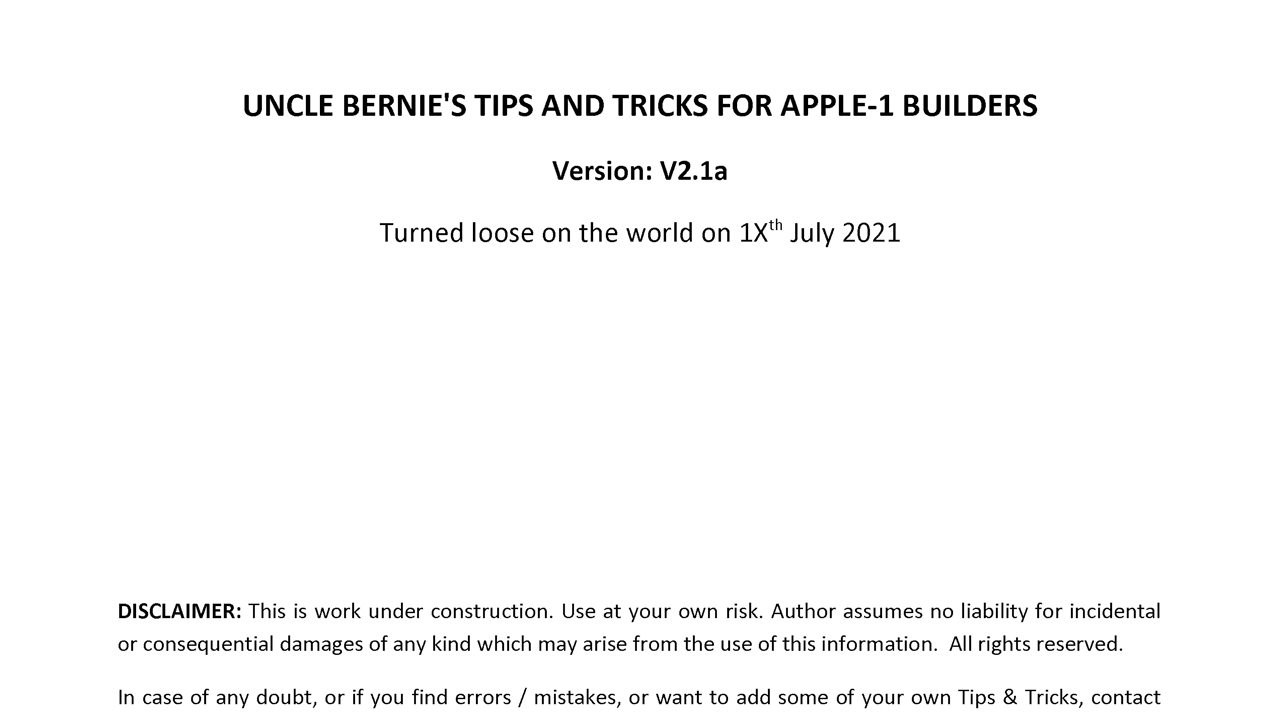 UNCLE BERNIE'S TIPS AND TRICKS FOR APPLE-1 BUILDERS
Version: V2.1a
Turned loose on the world on 1Xth July 2021
DISCLAIMER: This is work under construction. Use at your own risk. Author assumes no liability for incidental
or consequential damages of any kind which may arise from the use of this information.  All rights reserved.
In case of any doubt, or if you find errors / mistakes, or want to add some of your own Tips & Tricks, contact